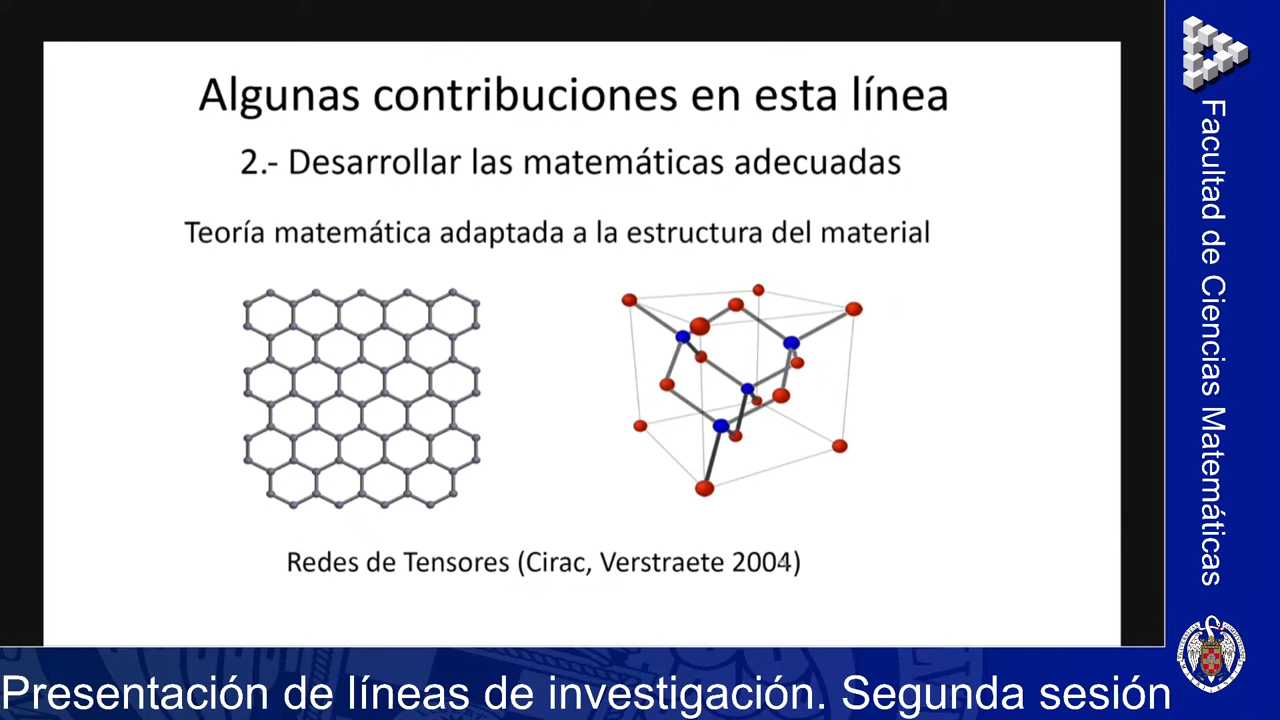 Algunas contribuciones en esta línea
2.- Desarrollar las matemáticas adecuadas
Teoría matemática adaptada a la estructura del material
Redes de Tensores (Cirac, Verstraete 2004)
Facultad de Ciencias Matemáticas
Presentación de líneas de investigación. Segunda sesión